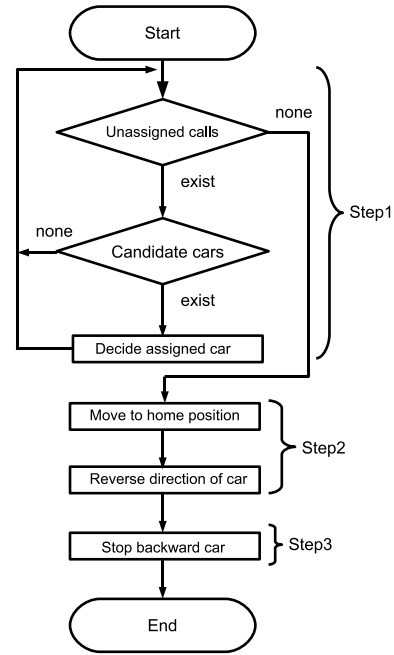 Start
Unassigned calls
none
exist
Step1
Candidate cars
none
exist
Decide assigned car
Move to home position
Step2
Reverse direction of car
Stop backward car
Step3
End